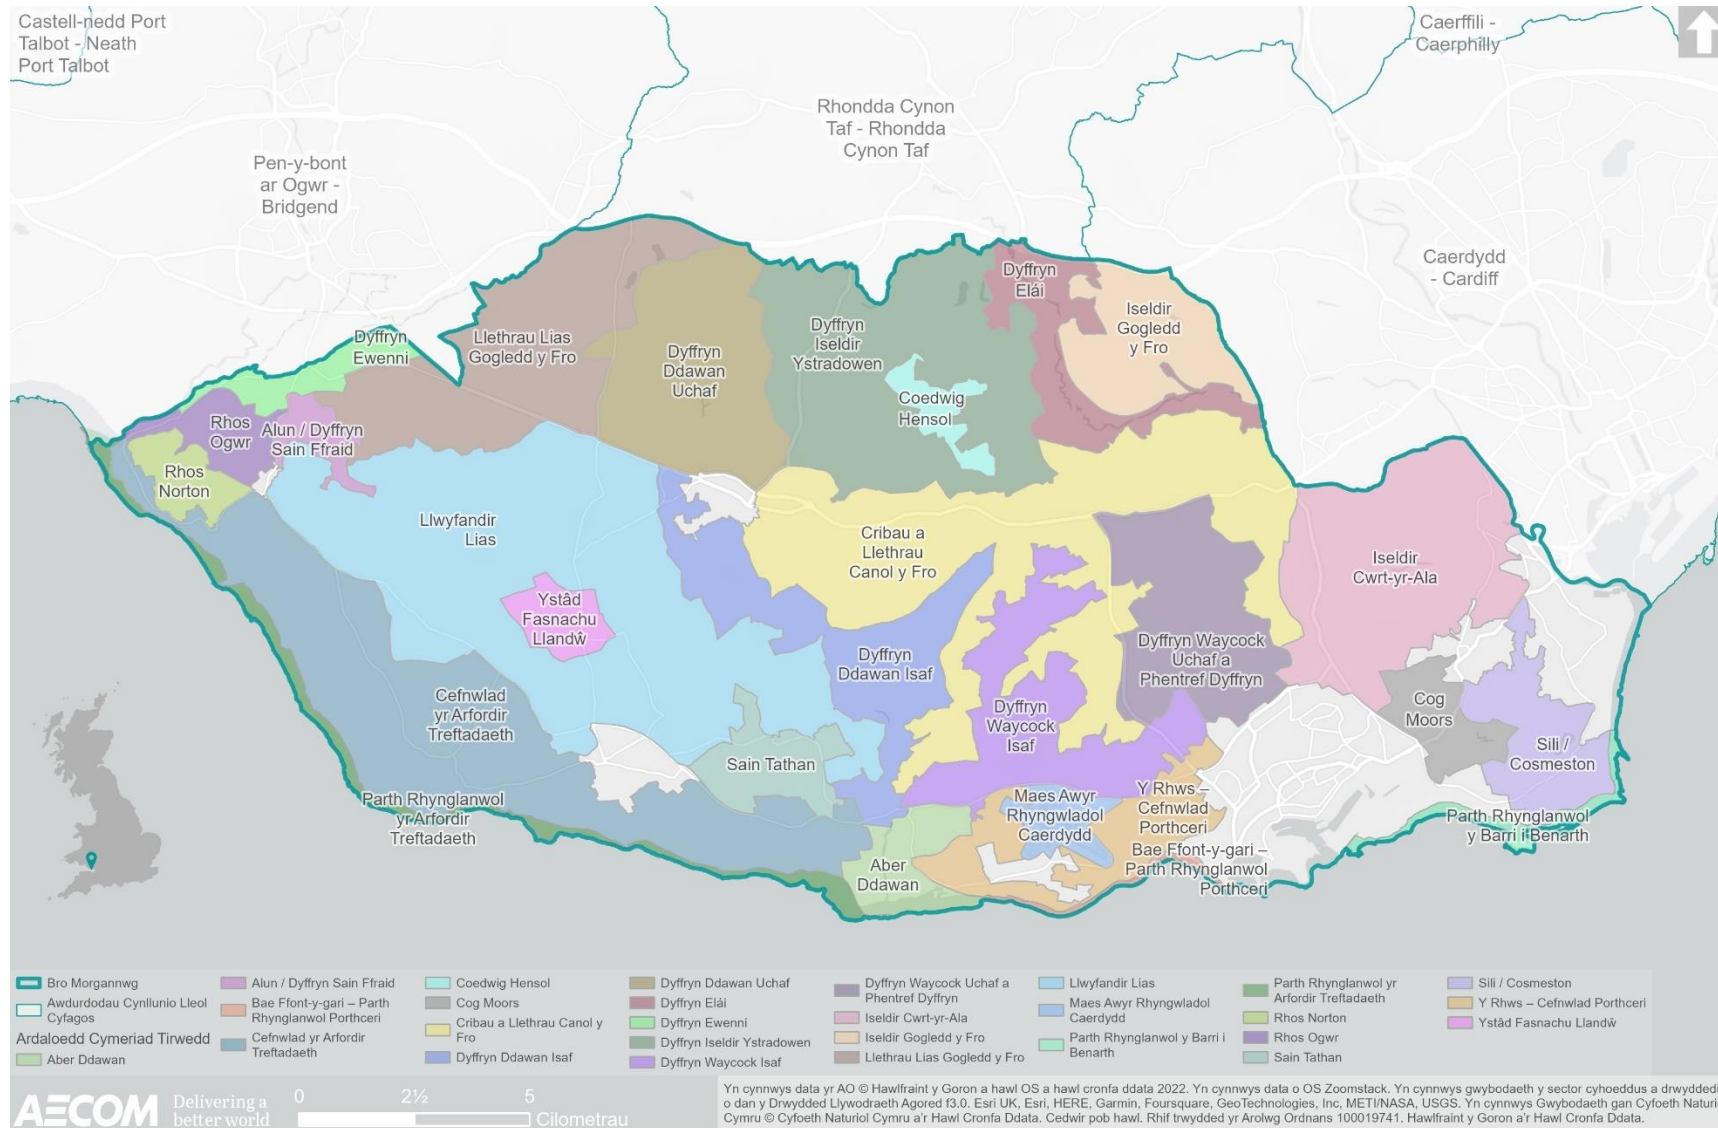 Castell-nedd Port
Talbot - Neath
Port Talbot
Caerffili -
Caerphilly
Rhondda Cynon
Taf - Rhondda
Cynon Taf
Pen-y-bont
ar Ogwr -
Bridgend
Caerdydd
- Cardiff
Dyffryn
Elái
Iseldir
Gogledd
y Fro
Dyffryn
Ewenni
Llethrau Lias
Gogledd y Fro
Dyffryn
Iseldir
Ystradowen
Dyffryn
Ddawan
Uchaf
Coedwig
Hensol
Rhos
Ogwr
Alun / Dyffryn
Sain Ffraid
Rhos
Norton
Llwyfandir
Lias
Cribau a
Llethrau
Canol y Fro
Iseldir
Cwrt-yr-Ala
Ystâd
Fasnachu
Llandŵ
Dyffryn
Ddawan Isaf
Dyffryn Waycock
Uchaf a
Phentref Dyffryn
Cefnwlad
yr Arfordir
Treftadaeth
Dyffryn
Waycock
Isaf
Cog
Moors
Sili /
Cosmeston
Sain Tathan
Parth Rhynglanwol
yr Arfordir
Treftadaeth
Maes Awyr
Rhyngwladol
Caerdydd
Y Rhws –
Cefnwlad
Porthceri
Parth Rhynglanwol
y Barri i Benarth
Bae Ffont-y-gari –
Parth Rhynglanwol
Porthceri
Aber
Ddawan
Bro Morgannwg
Awdurdodau Cynllunio Lleol
Cyfagos
Ardaloedd Cymeriad Tirwedd
Aber Ddawan
Alun / Dyffryn Sain Ffraid
Bae Ffont-y-gari – Parth
Rhynglanwol Porthceri
Cefnwlad yr Arfordir
Treftadaeth
Coedwig Hensol
Cog Moors
Cribau a Llethrau Canol y
Fro
Dyffryn Ddawan Isaf
Dyffryn Ddawan Uchaf
Dyffryn Elái
Dyffryn Ewenni
Dyffryn Iseldir Ystradowen
Dyffryn Waycock Isaf
Dyffryn Waycock Uchaf a
Phentref Dyffryn
Iseldir Cwrt-yr-Ala
Iseldir Gogledd y Fro
Llethrau Lias Gogledd y Fro
Llwyfandir Lias
Maes Awyr Rhyngwladol
Caerdydd
Parth Rhynglanwol y Barri i
Benarth
Parth Rhynglanwol yr
Arfordir Treftadaeth
Rhos Norton
Rhos Ogwr
Sain Tathan
Sili / Cosmeston
Y Rhws – Cefnwlad Porthceri
Ystâd Fasnachu Llandŵ
AECOM
Delivering a
better world
0 2½ 5
Cilometrau
Yn cynnwys data yr AO © Hawlfraint y Goron a hawl OS a hawl cronfa ddata 2022. Yn cynnwys data o OS Zoomstack. Yn cynnwys gwybodaeth y sector cyhoeddus a drwydded
o dan y Drwydded Llywodraeth Agored f3.0. Esri UK, Esri, HERE, Garmin, Foursquare, GeoTechnologies, Inc, METI/NASA, USGS. Yn cynnwys Gwybodaeth gan Cyfoeth Naturi
Cymru © Cyfoeth Naturiol Cymru a'r Hawl Cronfa Ddata. Cedwir pob hawl. Rhif trwydded yr Arolwg Ordnans 100019741. Hawlfraint y Goron a'r Hawl Cronfa Ddata.